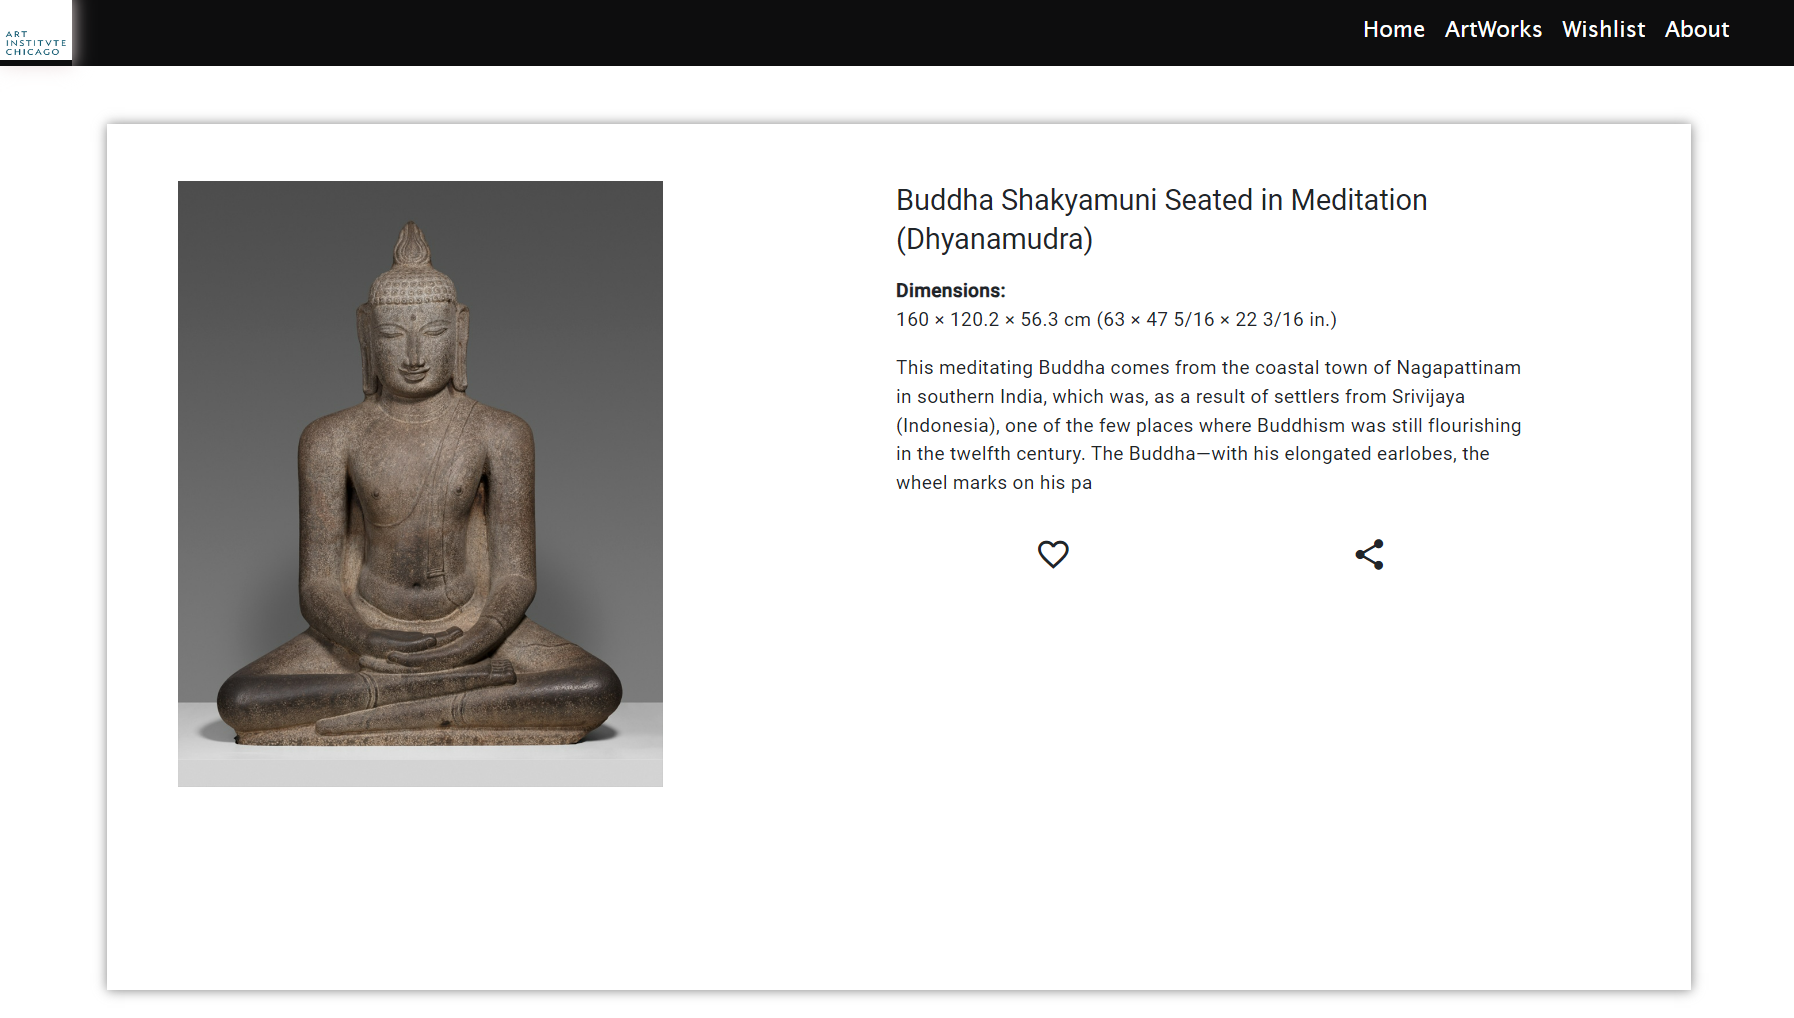 ART
INSTITVTE
CHICAGO
Home ArtWorks Wishlist About
Buddha Shakyamuni Seated in Meditation
(Dhyanamudra)
Dimensions:
160 × 120.2 × 56.3 cm (63 × 47 5/16 × 22 3/16 in.)
This meditating Buddha comes from the coastal town of Nagapattinam
in southern India, which was, as a result of settlers from Srivijaya
(Indonesia), one of the few places where Buddhism was still flourishing
in the twelfth century. The Buddha—with his elongated earlobes, the
wheel marks on his pa